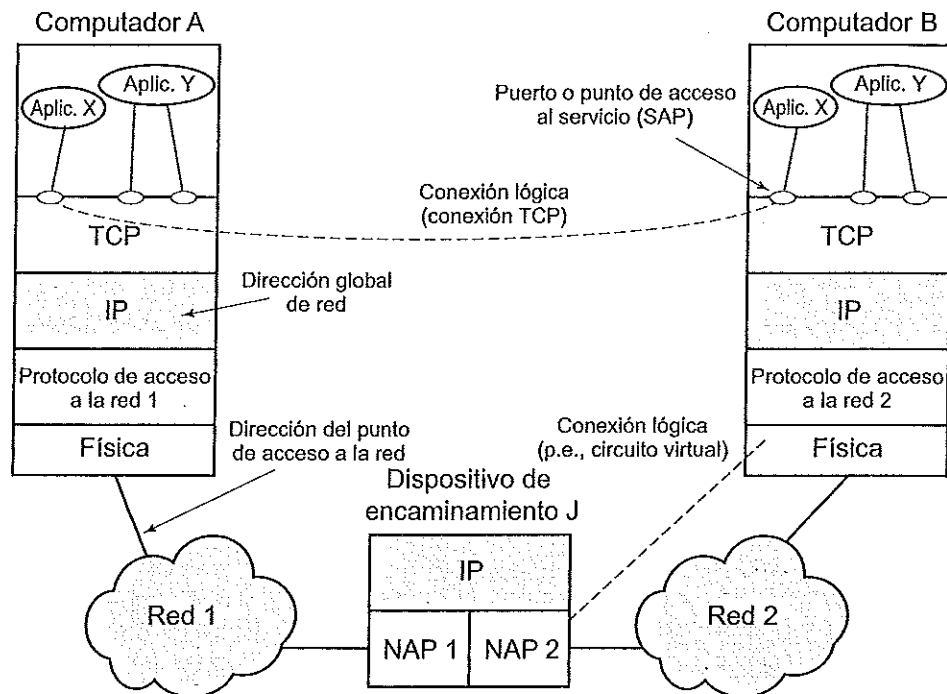 Computador A
Computador B
Aplic. X
Aplic. Y
Puerto o punto de acceso
al servicio (SAP)
Aplic. X
Aplic. Y
Conexión lógica
(conexión TCP)
TCP
TCP
Dirección global
de red
IP
IP
Protocolo de acceso
a la red 1
Protocolo de acceso
a la red 2
Física
Dirección del punto
de acceso a la red
Conexión lógica
(p.e., circuito virtual)
Física
Dispositivo de
encaminamiento J
IP
Red 1
NAP 1
NAP 2
Red 2